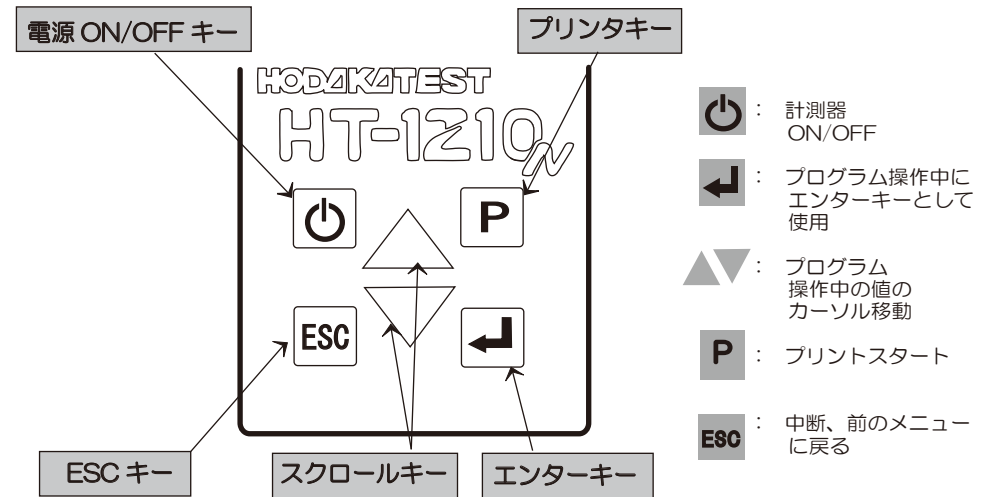 電源 ON/OFF キー
プリンタキー
HODAKATEST
HT-1210N
P
ESC
ESC キー
スクロールキー
エンターキー
： 計測器
ON/OFF
： プログラム操作中に
エンターキーとして
使用
： プログラム
操作中の値の
カーソル移動
P ： プリントスタート
ESC ： 中断、前のメニュー
に戻る